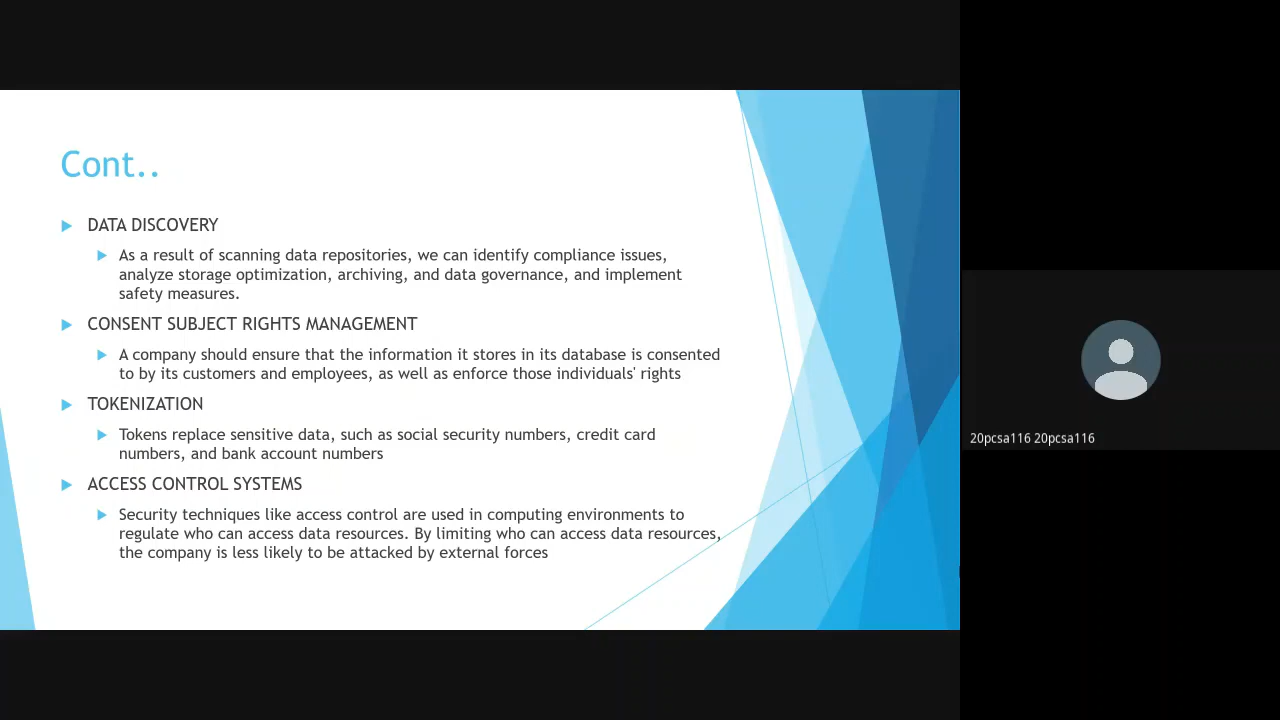 Cont..
DATA DISCOVERY
As a result of scanning data repositories, we can identify compliance issues,
analyze storage optimization, archiving, and data governance, and implement
safety measures.
CONSENT SUBJECT RIGHTS MANAGEMENT
A company should ensure that the information it stores in its database is consented
to by its customers and employees, as well as enforce those individuals' rights
TOKENIZATION
Tokens replace sensitive data, such as social security numbers, credit card
numbers, and bank account numbers
ACCESS CONTROL SYSTEMS
Security techniques like access control are used in computing environments to
regulate who can access data resources. By limiting who can access data resources,
the company is less likely to be attacked by external forces
20pcsa116 20pcsa116